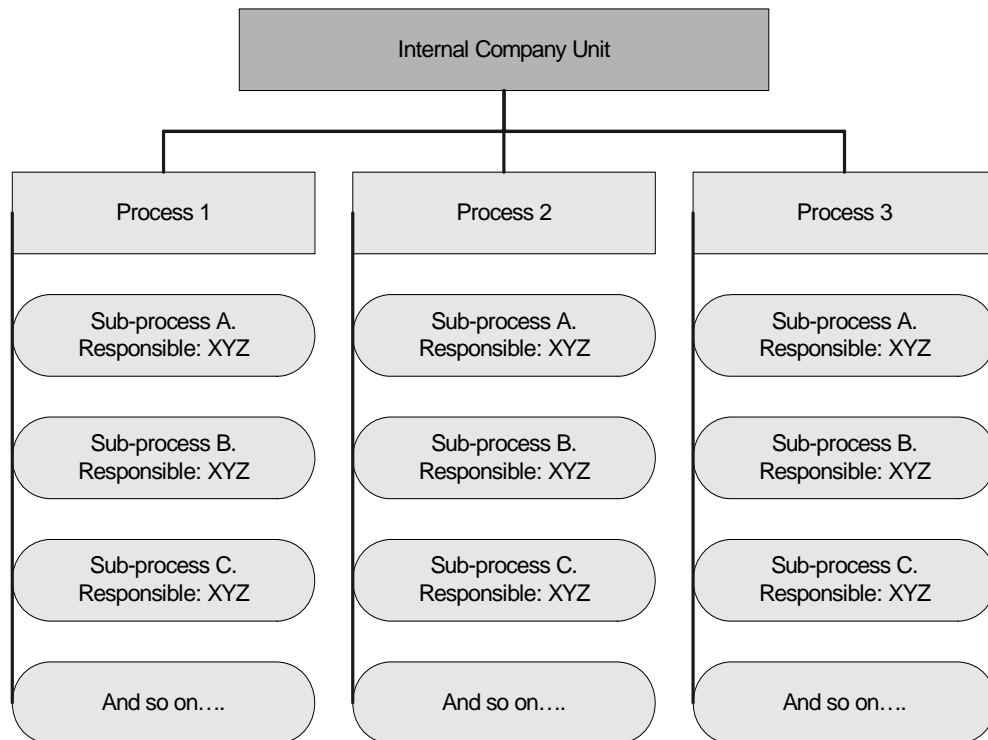 Internal Company Unit
Process 1
Process 2
Process 3
Sub-process A.
Responsible: XYZ
Sub-process A.
Responsible: XYZ
Sub-process A.
Responsible: XYZ
Sub-process B.
Responsible: XYZ
Sub-process B.
Responsible: XYZ
Sub-process B.
Responsible: XYZ
Sub-process C.
Responsible: XYZ
Sub-process C.
Responsible: XYZ
Sub-process C.
Responsible: XYZ
And so on….
And so on….
And so on….